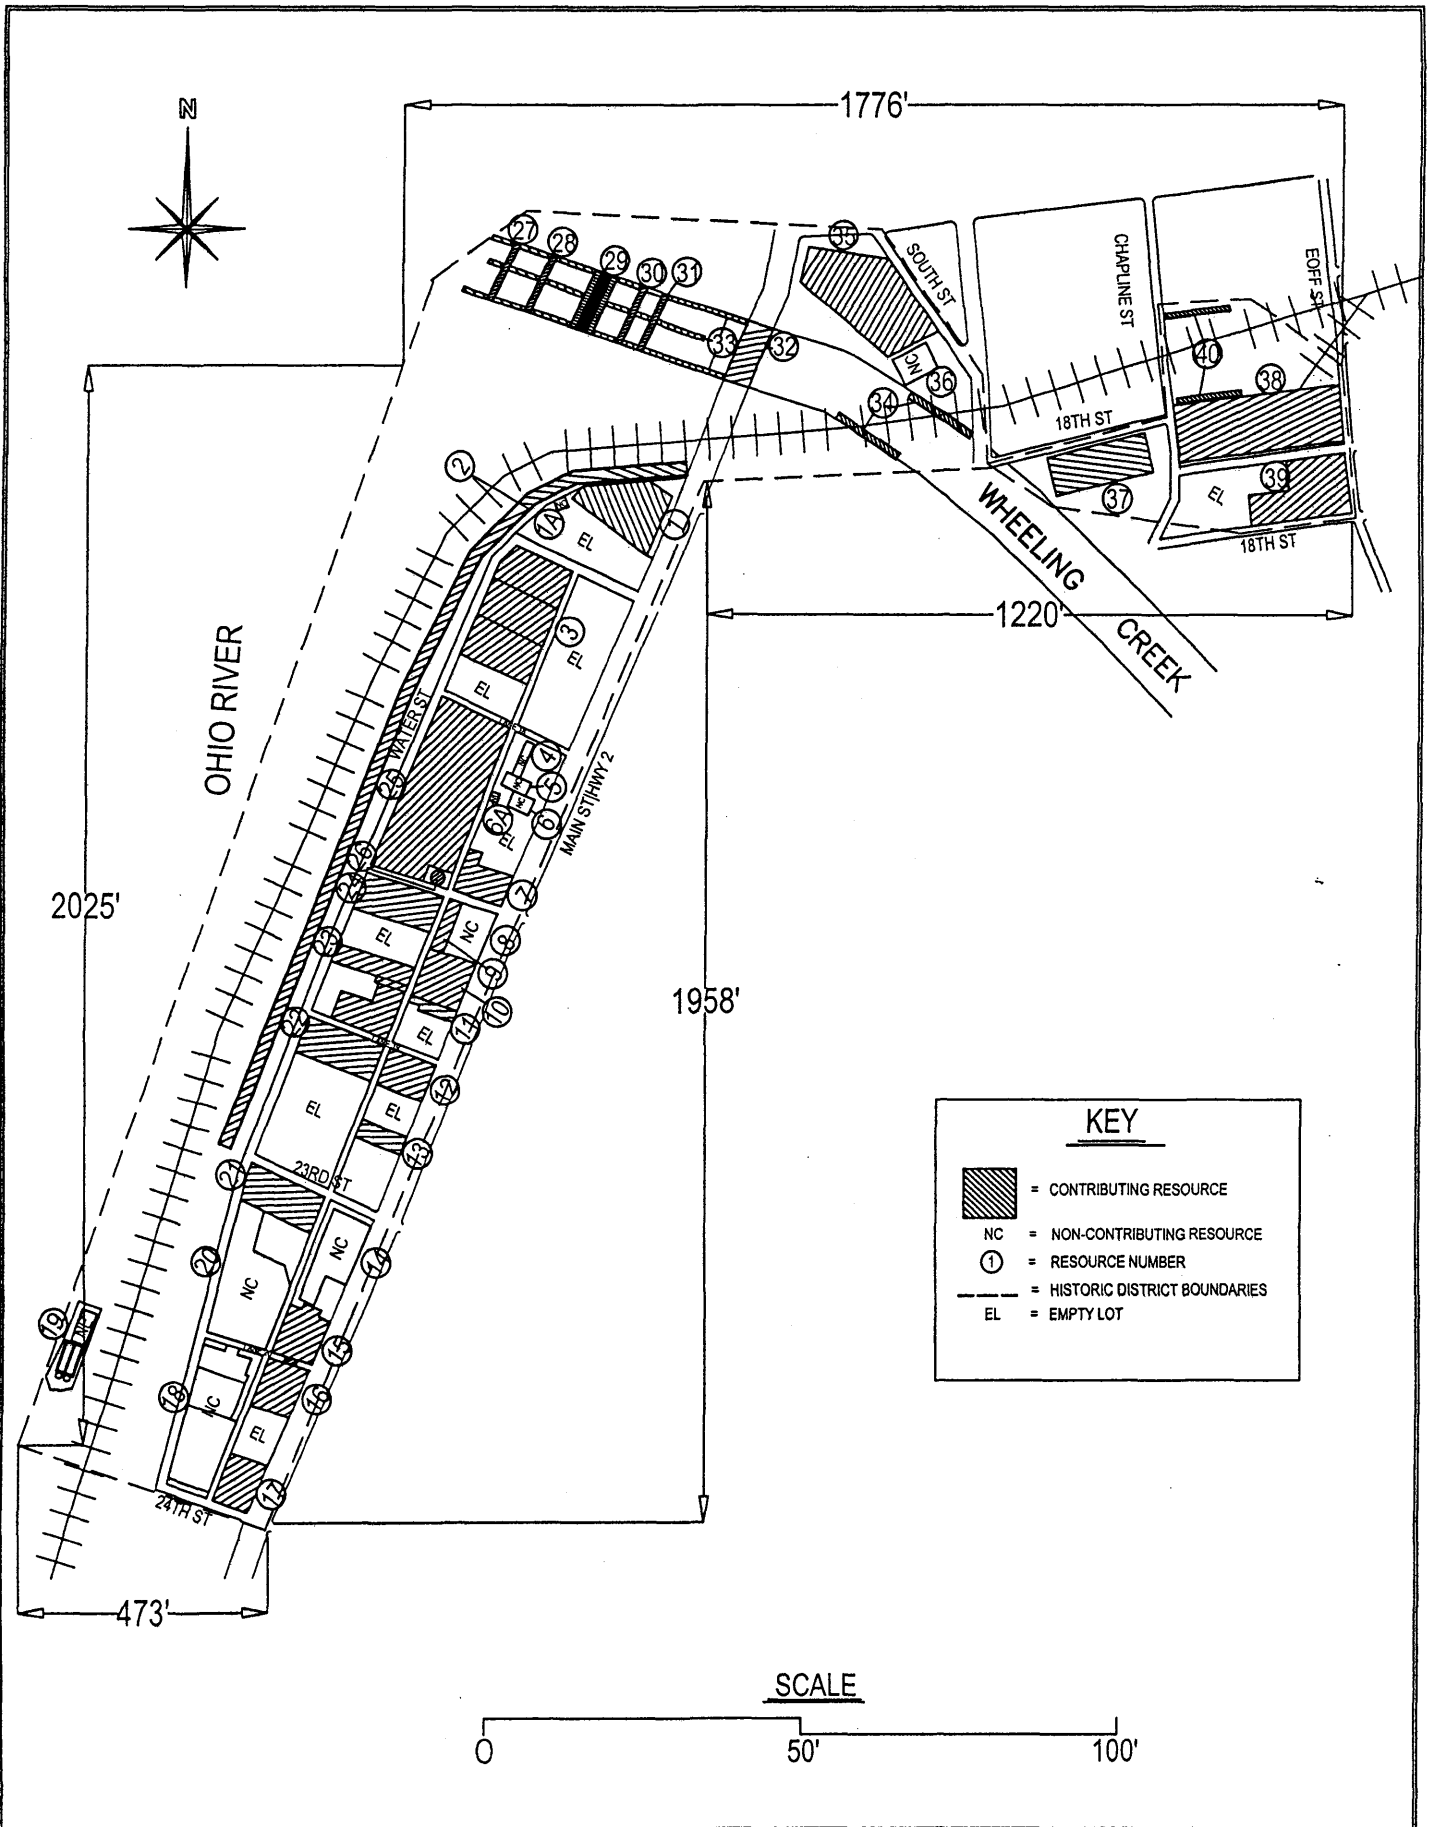 N
1776'
27
28
29
30
31
35
SOUTH ST
CHAPLINE ST
EOFF ST
33
32
NC
36
40
38
34
18TH ST
2
1A
1
EL
37
EL
39
18TH ST
WHEELING
CREEK
1220'
3
EL
EL
OHIO RIVER
WATER ST
25
4
NC
5
NC
NC
6A
6
EL
MAIN ST|HWY 2
26
7
2025'
EL
NC
8
23
9
1958'
10
22
EL
11
12
EL
EL
13
21
23RD ST
20
NC
NC
14
19
15
18
NC
16
EL
17
24TH ST
473'
KEY
= CONTRIBUTING RESOURCE
NC = NON-CONTRIBUTING RESOURCE
1 = RESOURCE NUMBER
= HISTORIC DISTRICT BOUNDARIES
EL = EMPTY LOT
SCALE
0 50' 100'